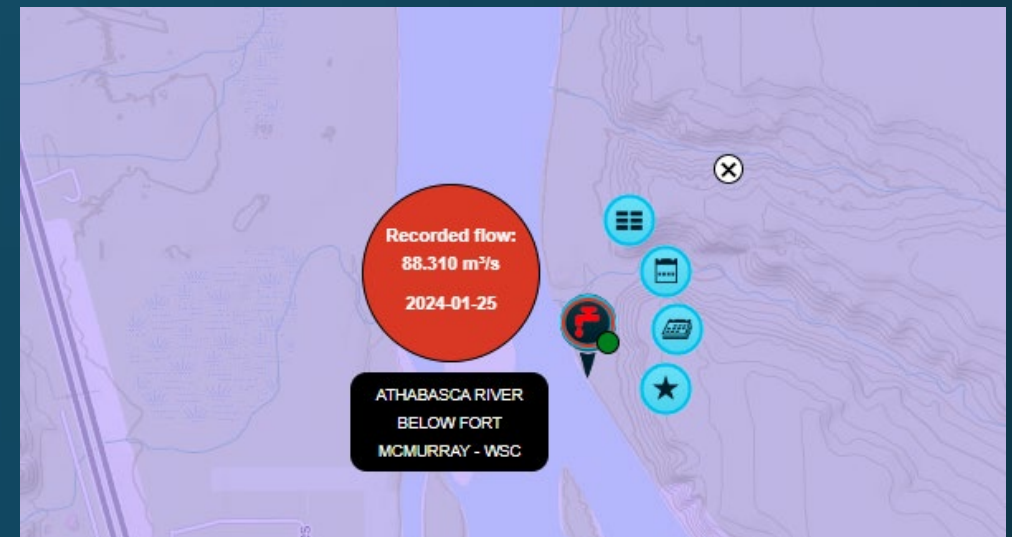 Recorded flow:
88.310 m³/s
2024-01-25
ATHABASCA RIVER
BELOW FORT
MCMURRAY - WSC